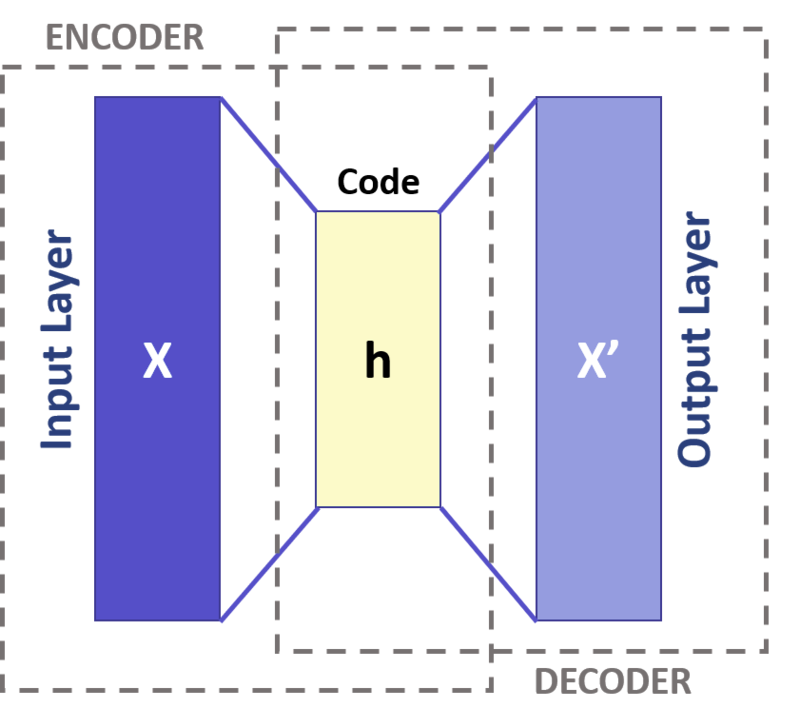 ENCODER
Code
Input Layer
X
h
X’
Output Layer
DECODER